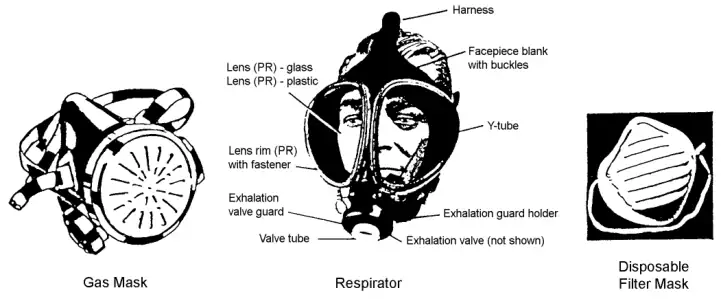 Harness
Lens (PR) - glass
Lens (PR) - plastic
Facepiece blank
with buckles
Y-tube
Lens rim (PR)
with fastener
Exhalation
valve guard
Exhalation guard holder
Valve tube
Exhalation valve (not shown)
Gas Mask
Respirator
Disposable
Filter Mask